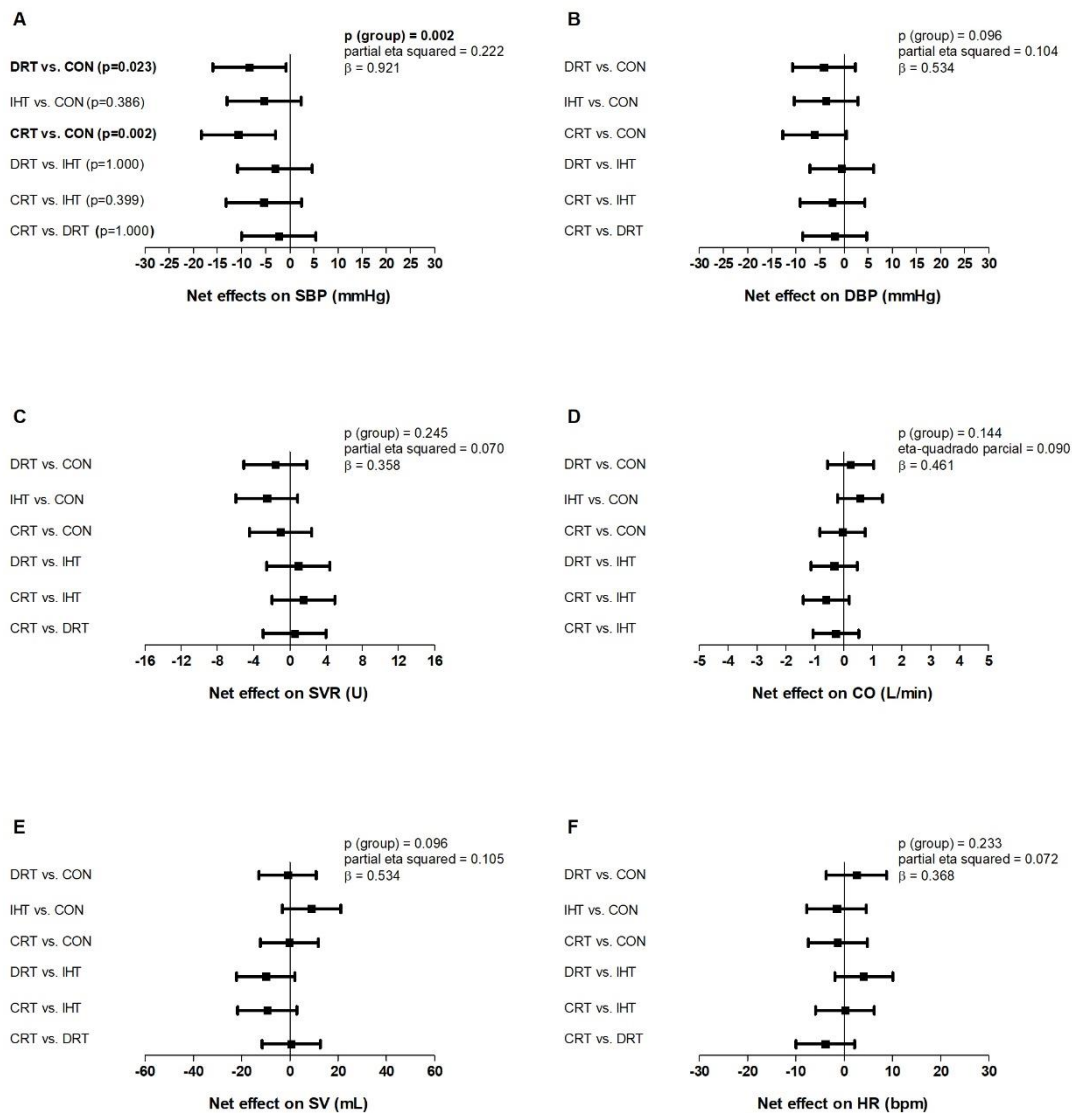 A
p (group) = 0.002
partial eta squared = 0.222
β = 0.921
DRT vs. CON (p=0.023)
IHT vs. CON (p=0.386)
CRT vs. CON (p=0.002)
DRT vs. IHT (p=1.000)
CRT vs. IHT (p=0.399)
CRT vs. DRT (p=1.000)
-30 -25 -20 -15 -10 -5 0 5 10 15 20 25 30
Net effects on SBP (mmHg)
B
p (group) = 0.096
partial eta squared = 0.104
β = 0.534
DRT vs. CON
IHT vs. CON
CRT vs. CON
DRT vs. IHT
CRT vs. IHT
CRT vs. DRT
-30 -25 -20 -15 -10 -5 0 5 10 15 20 25 30
Net effect on DBP (mmHg)
C
p (group) = 0.245
partial eta squared = 0.070
β = 0.358
DRT vs. CON
IHT vs. CON
CRT vs. CON
DRT vs. IHT
CRT vs. IHT
CRT vs. DRT
-16 -12 -8 -4 0 4 8 12 16
Net effect on SVR (U)
D
p (group) = 0.144
eta-quadrado parcial = 0.090
β = 0.461
DRT vs. CON
IHT vs. CON
CRT vs. CON
DRT vs. IHT
CRT vs. IHT
CRT vs. IHT
-5 -4 -3 -2 -1 0 1 2 3 4 5
Net effect on CO (L/min)
E
p (group) = 0.096
partial eta squared = 0.105
β = 0.534
DRT vs. CON
IHT vs. CON
CRT vs. CON
DRT vs. IHT
CRT vs. IHT
CRT vs. DRT
-60 -40 -20 0 20 40 60
Net effect on SV (mL)
F
p (group) = 0.233
partial eta squared = 0.072
β = 0.368
DRT vs. CON
IHT vs. CON
CRT vs. CON
DRT vs. IHT
CRT vs. IHT
CRT vs. DRT
-30 -20 -10 0 10 20 30
Net effect on HR (bpm)